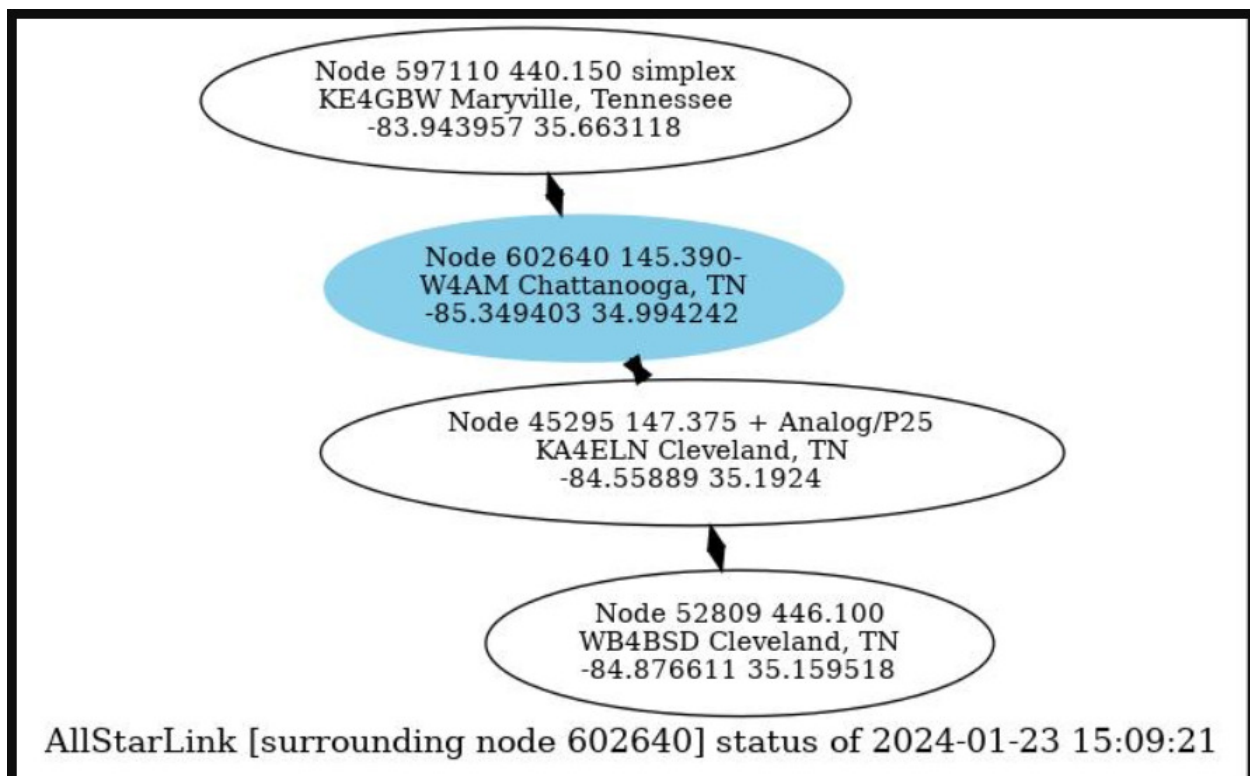 Node 597110 440.150 simplex
KE4GBW Maryville, Tennessee
-83.943957 35.663118
Node 602640 145.390-
W4AM Chattanooga, TN
-85.349403 34.994242
Node 45295 147.375 + Analog/P25
KA4ELN Cleveland, TN
-84.55889 35.1924
Node 52809 446.100
WB4BSD Cleveland, TN
-84.876611 35.159518
AllStarLink [surrounding node 602640] status of 2024-01-23 15:09:21